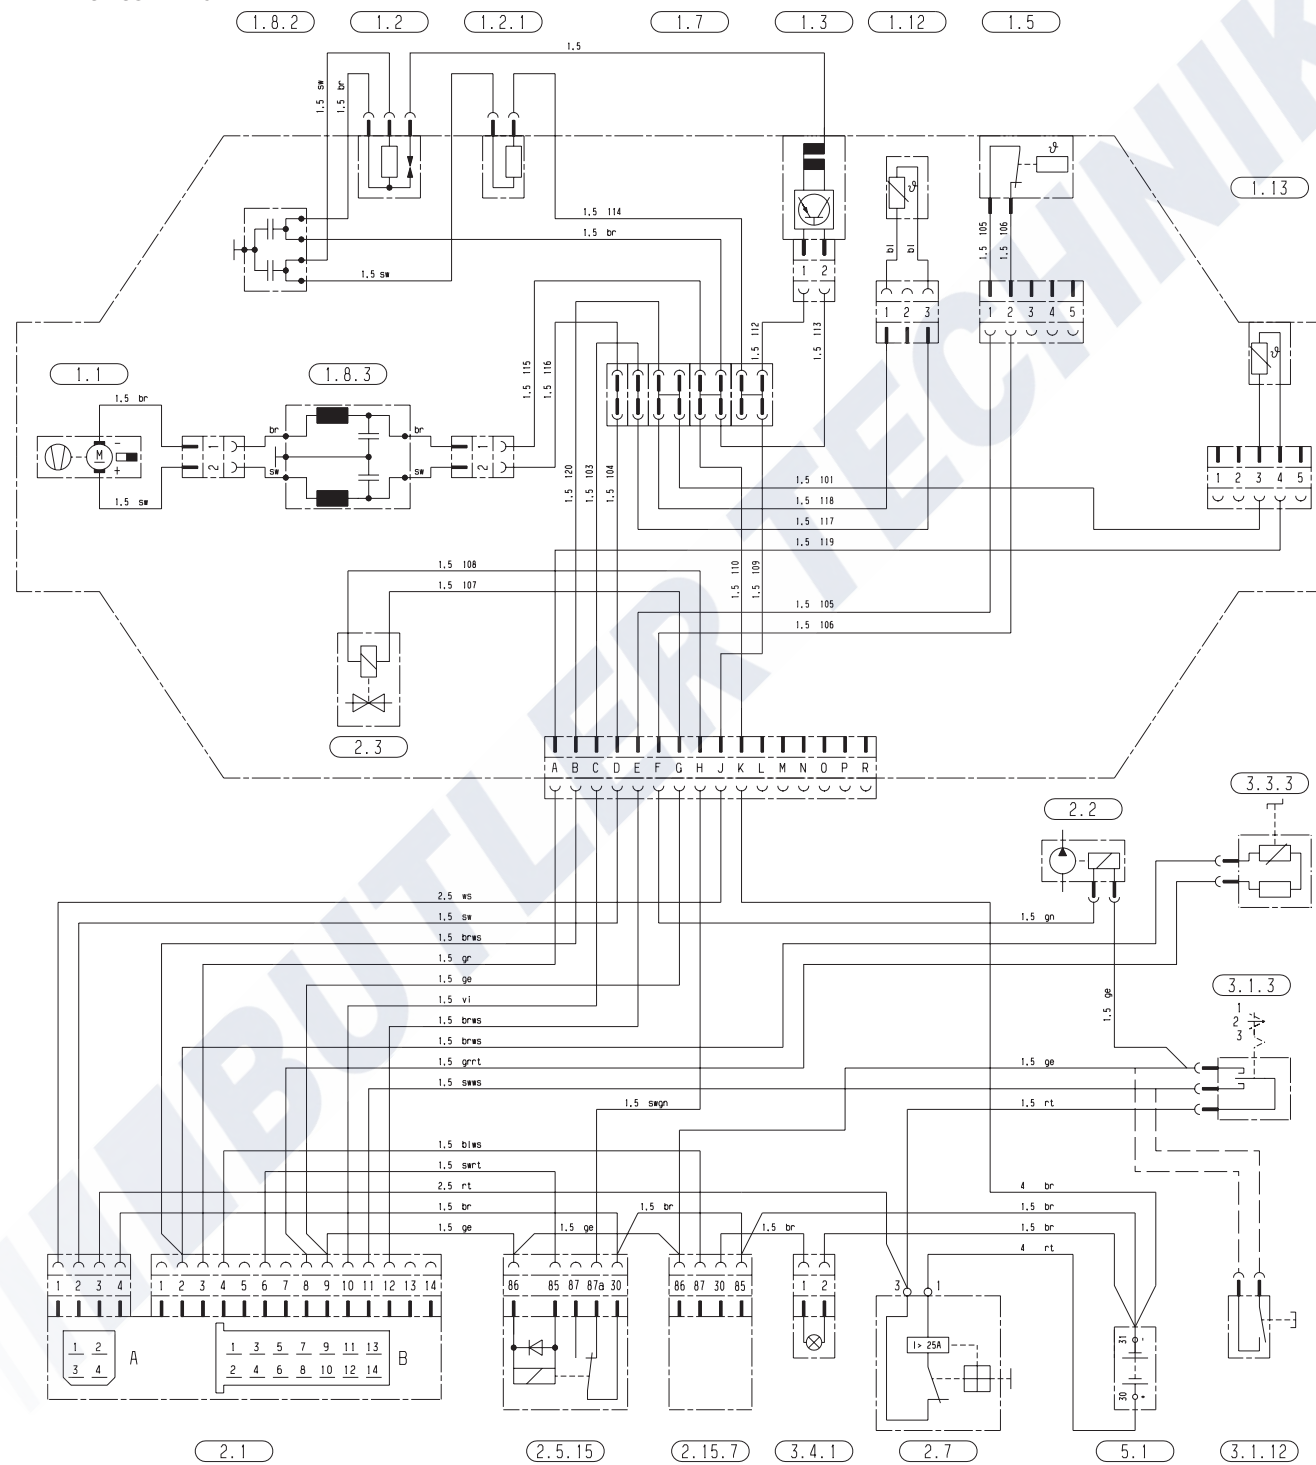 1.8.2 1.2 1.2.1 1.7 1.3 1.12 1.5
1.5
1.5 sw
1.5 br
ϑ
ϑ
1.13
1.5 114
1.5 br
1.5 sw
1.5 105
1.5 106
bl
bl
1 2
1 2 3
1 2 3 4 5
ϑ
1.5 112
1.5 113
1.5 115
1.5 116
1.1 1.8.3
1.5 br
M
-
+
1.5 sw
1
2
br
sw
br
sw
1
2
1.5 120
1.5 103
1.5 104
1.5 101
1.5 118
1.5 117
1.5 119
1 2 3 4 5
1.5 108
1.5 107
1.5 110
1.5 109
1.5 105
1.5 106
2.3
A B C D E F G H J K L M N O P R
3.3.3
2.2
2.5 ws
1.5 sw
1.5 gn
1.5 brws
1.5 gr
1.5 ge
1.5 vi
1.5 brws
1.5 brws
1.5 grrt
1.5 swws
1.5 ge
3.1.3
1
2
3
1.5 ge
1.5 swgn
1.5 rt
1.5 blws
1.5 swrt
2.5 rt
1.5 br
1.5 ge
1.5 ge
1.5 br
1.5 br
4 br
1.5 br
1.5 br
4 rt
1 2 3 4
1 2 3 4 5 6 7 8 9 10 11 12 13 14
86 85 87 87a 30
86 87 30 85
1 2
3 1
1 2
3 4
A
1 3 5 7 9 11 13
2 4 6 8 10 12 14
B
I> 25A
31 -
30 +
2.1 2.5.15 2.15.7 3.4.1 2.7 5.1 3.1.12
BUTLER TECHNIK